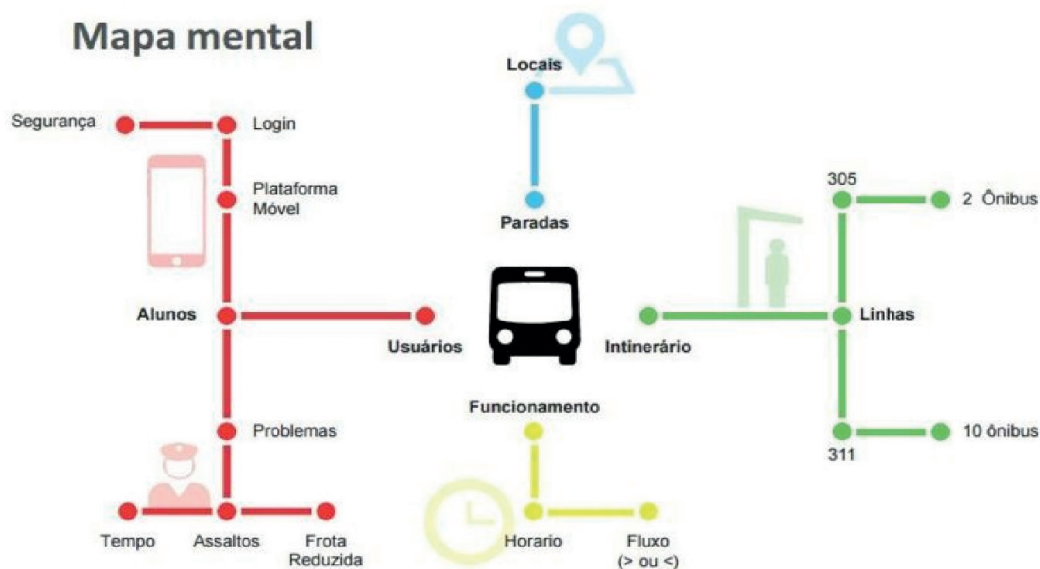 Mapa mental
Locais
Segurança
Login
Plataforma
Móvel
305
2 Ônibus
Paradas
Alunos
Usuários
Intinerário
Linhas
Funcionamento
Problemas
10 ônibus
311
Tempo
Assaltos
Frota
Reduzida
Horario
Fluxo
(> ou <)